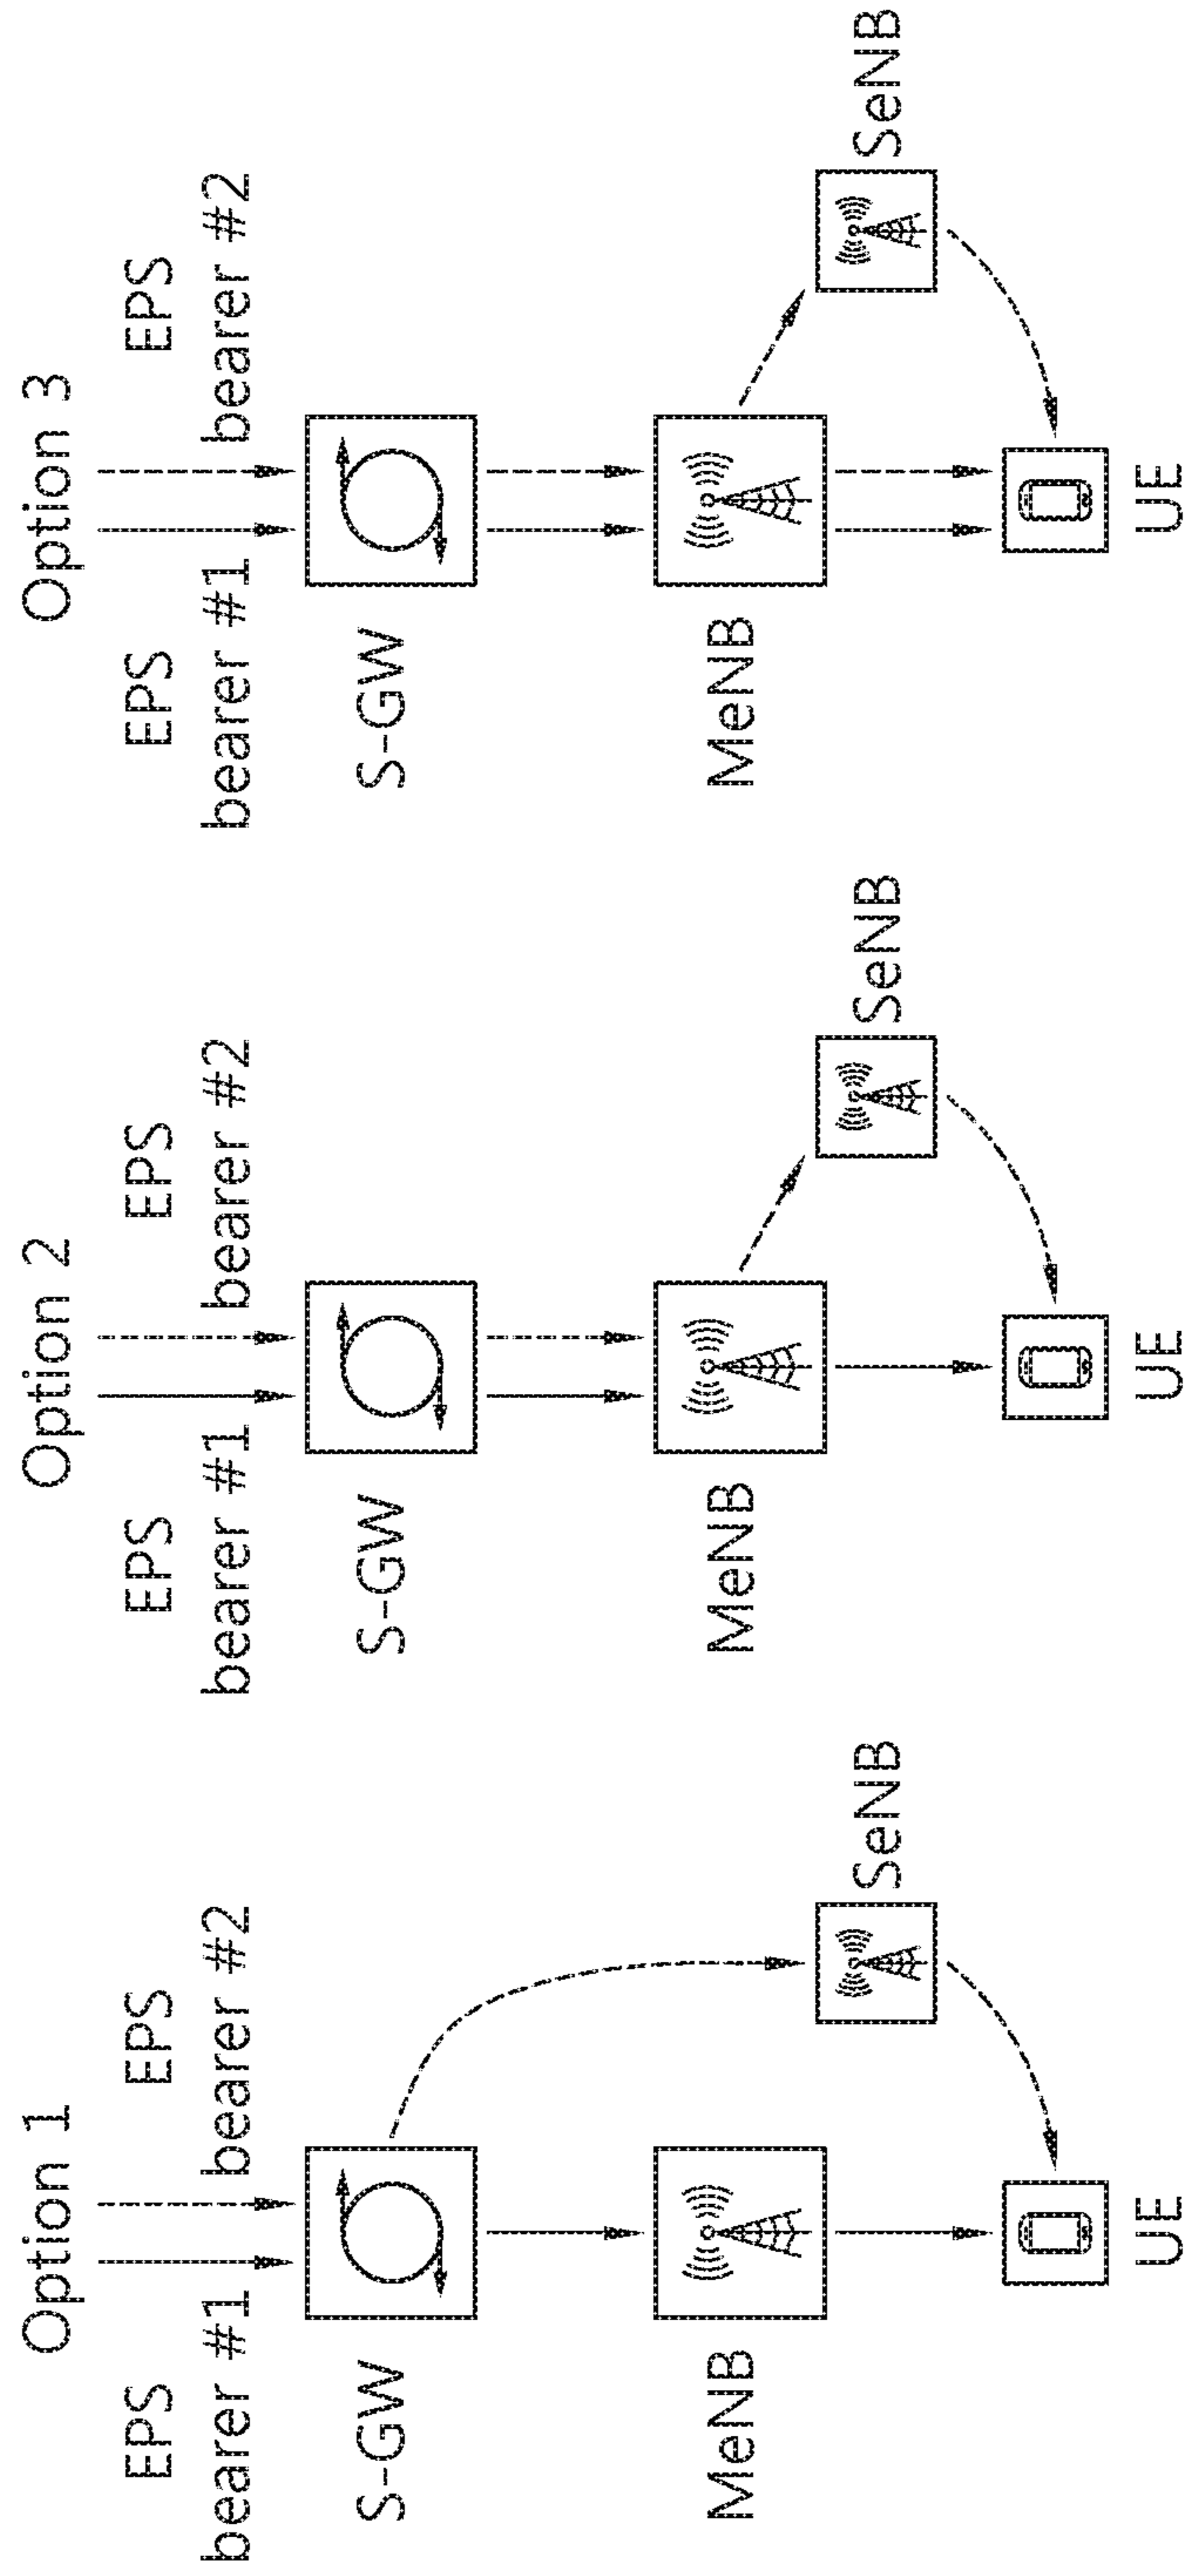 Option 1
EPS
bearer #1
EPS
bearer #2
S-GW
MeNB
SeNB
UE
Option 2
EPS
bearer #1
EPS
bearer #2
S-GW
MeNB
SeNB
UE
Option 3
EPS
bearer #1
EPS
bearer #2
S-GW
MeNB
SeNB
UE